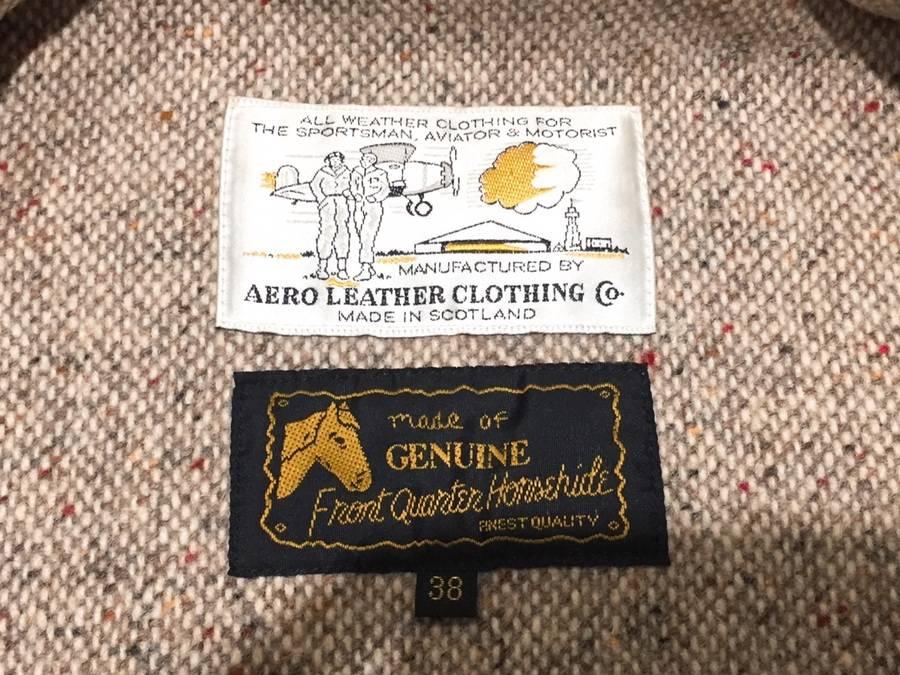 ALL WEATHER CLOTHING FOR
THE SPORTSMAN, AVIATOR & MOTORIST
MANUFACTURED BY
AERO LEATHER CLOTHING Co.
MADE IN SCOTLAND
made of
GENUINE
Front Quarter Horsehide
FINEST QUALITY
38